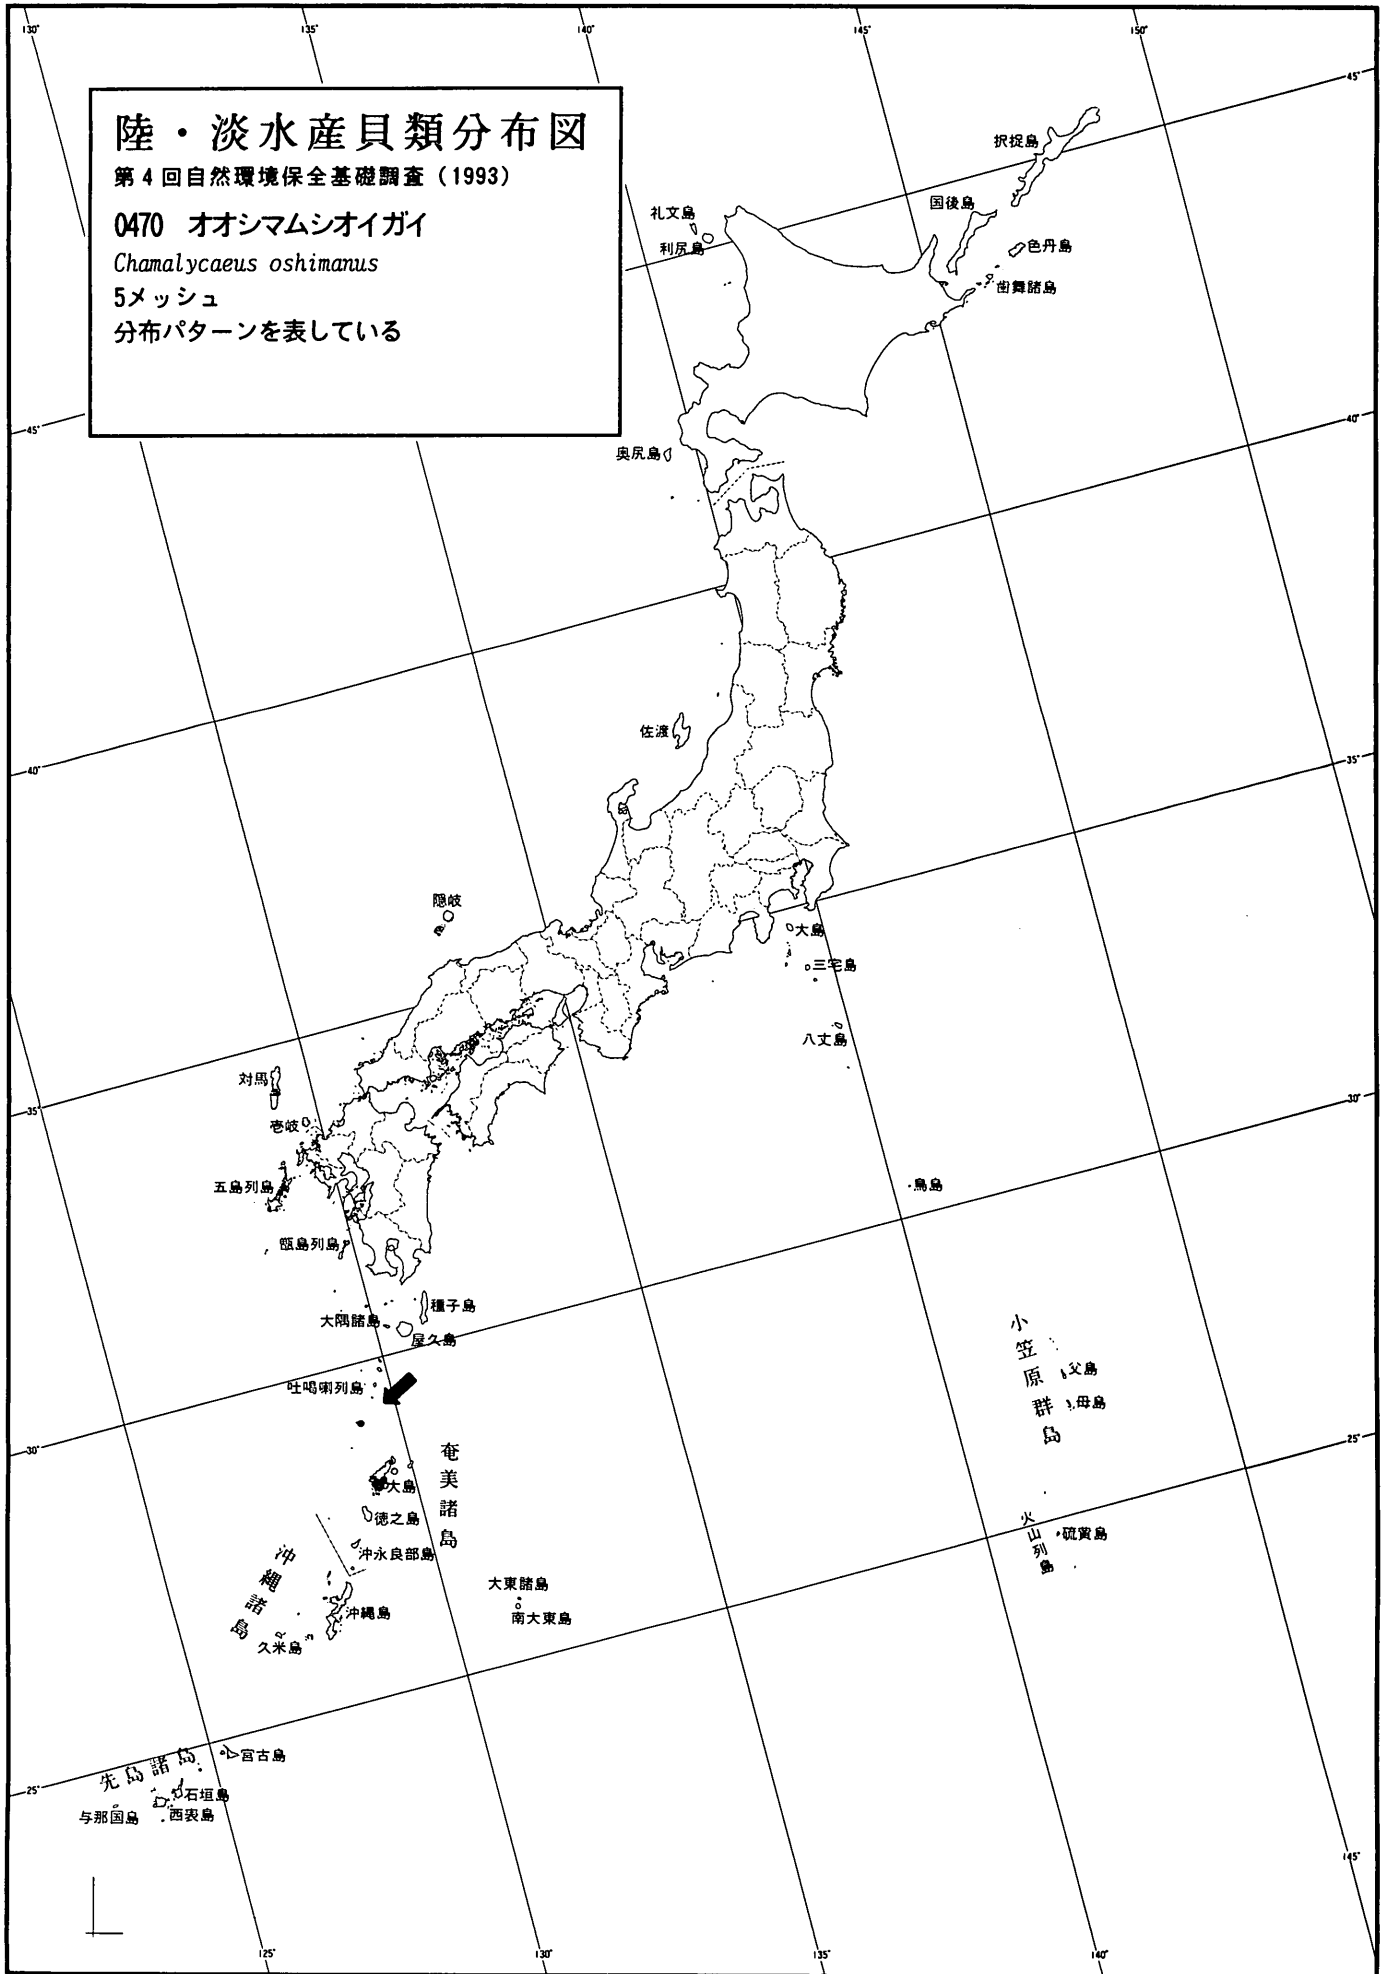 130°
135°
140°
145°
150°
45°
陸・淡水産貝類分布図
第4回自然環境保全基礎調査（1993）
0470 オオシマムシオイガイ
Chamalycaeus oshimanus
5メッシュ
分布パターンを表している
択捉島
国後島
色丹島
歯舞諸島
礼文島
利尻島
45°
40°
奥尻島
佐渡
40°
35°
隠岐
大島
三宅島
八丈島
対馬
35°
壱岐
30°
五島列島
鳥島
甑島列島
種子島
大隅諸島
屋久島
小笠原群島
父島
母島
吐喝喇列島
30°
25°
奄美諸島
大島
徳之島
沖永良部島
火山列島
硫黄島
沖縄諸島
沖縄島
久米島
大東諸島
南大東島
先島諸島
宮古島
25°
石垣島
与那国島
西表島
145°
125°
130°
135°
140°